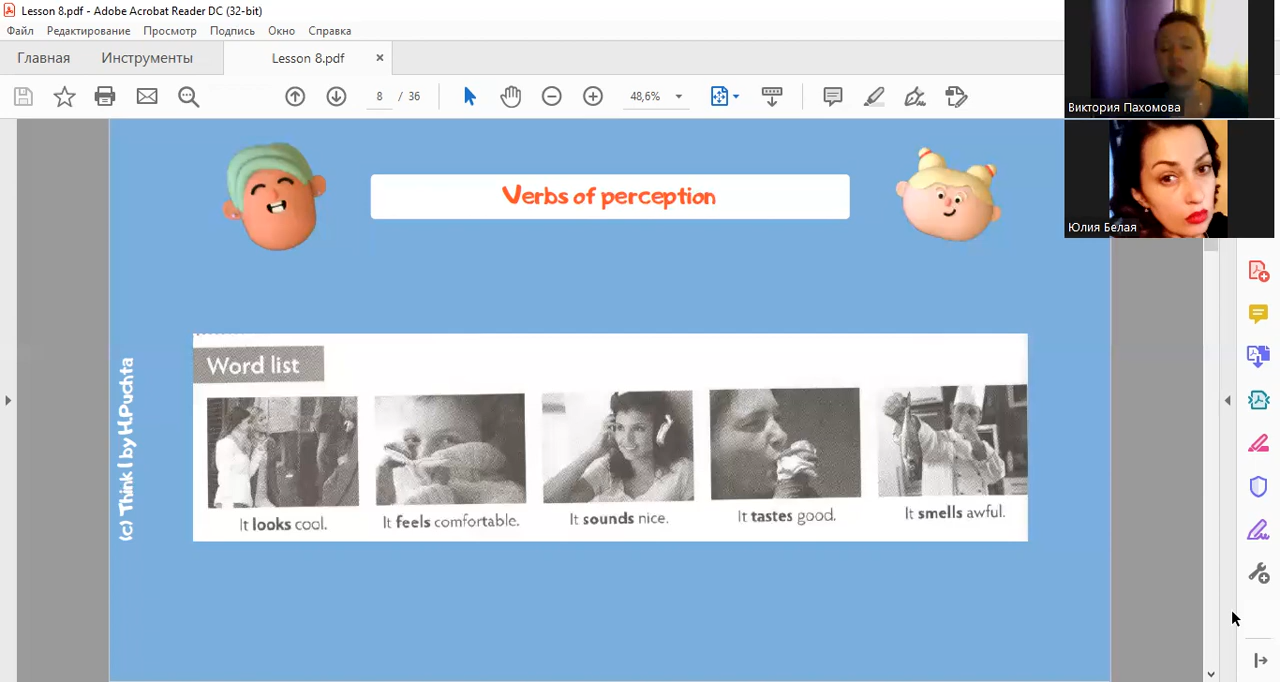 Lesson 8.pdf - Adobe Acrobat Reader DC (32-bit)
Файл Редактирование Просмотр Подпись Окно Справка
Главная Инструменты Lesson 8.pdf ×
8 / 36 48,6%
Виктория Пахомова
Юлия Белая
Verbs of perception
(c) Think 1 by H.Puchta
Word list
It looks cool. It feels comfortable. It sounds nice. It tastes good. It smells awful.